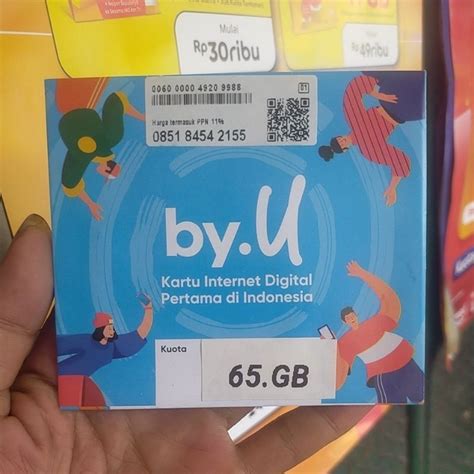 Mulai
Rp30ribu
Rp49ribu
0060 0000 4920 9988
01
Harga termasuk PPN 11%
0851 8454 2155
by.U
Kartu Internet Digital
Pertama di Indonesia
Kuota
65.GB